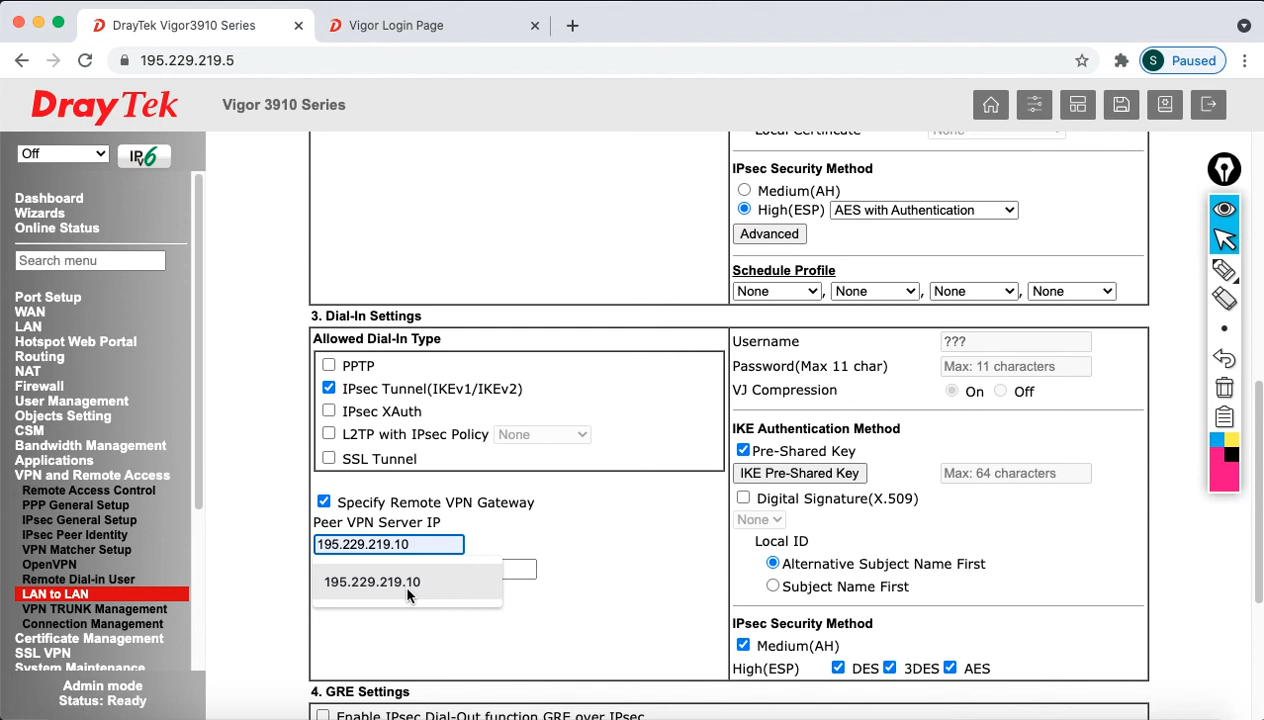 DrayTek Vigor3910 Series
Vigor Login Page
195.229.219.5
S Paused
DrayTek Vigor 3910 Series
Off
IPv6
Dashboard
Wizards
Online Status
Search menu
Port Setup
WAN
LAN
Hotspot Web Portal
Routing
NAT
Firewall
User Management
Objects Setting
CSM
Bandwidth Management
Applications
VPN and Remote Access
Remote Access Control
PPP General Setup
IPsec General Setup
IPsec Peer Identity
VPN Matcher Setup
OpenVPN
Remote Dial-in User
LAN to LAN
VPN TRUNK Management
Connection Management
Certificate Management
SSL VPN
System Maintenance
Admin mode
Status: Ready
Local Certificate None
IPsec Security Method
Medium(AH)
High(ESP) AES with Authentication
Advanced
Schedule Profile
None , None , None , None
3. Dial-In Settings
Allowed Dial-In Type
PPTP
IPsec Tunnel(IKEv1/IKEv2)
IPsec XAuth
L2TP with IPsec Policy None
SSL Tunnel
Specify Remote VPN Gateway
Peer VPN Server IP
195.229.219.10
195.229.219.10
Username ???
Password(Max 11 char) Max: 11 characters
VJ Compression On Off
IKE Authentication Method
Pre-Shared Key
IKE Pre-Shared Key Max: 64 characters
Digital Signature(X.509)
None
Local ID
Alternative Subject Name First
Subject Name First
IPsec Security Method
Medium(AH)
High(ESP) DES 3DES AES
4. GRE Settings
Enable IPsec Dial-Out function GRE over IPsec